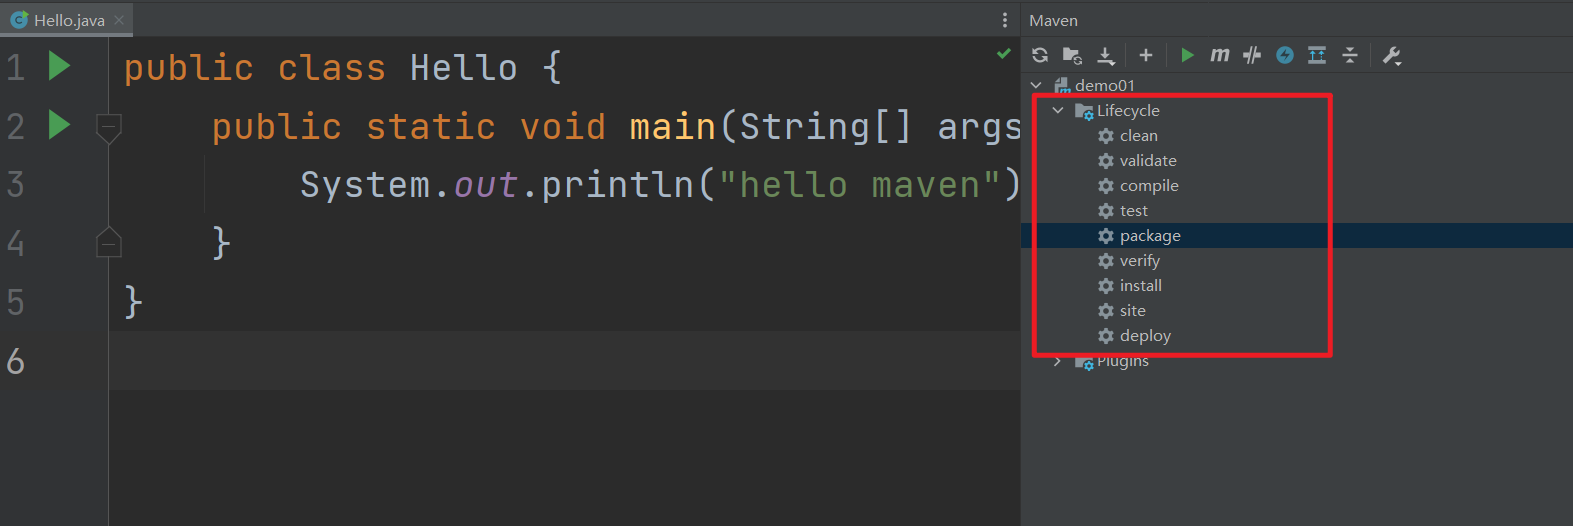 Hello.java
1 public class Hello {
2 public static void main(String[] args
3 System.out.println("hello maven")
4 }
5 }
6
Maven
m
demo01
Lifecycle
clean
validate
compile
test
package
verify
install
site
deploy
Plugins